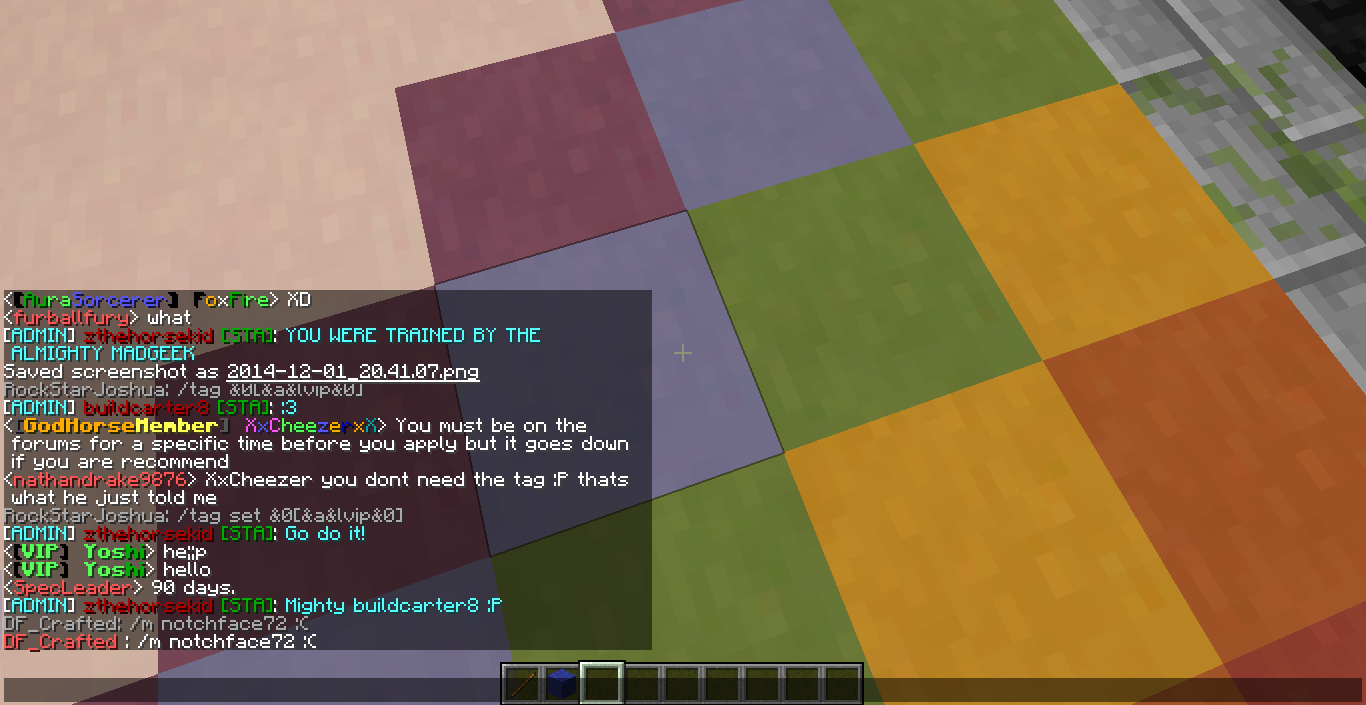 <[AuraSorcerer] FoxFire> XD
<furballfury> what
[ADMIN] zthehorsekid [STA]: YOU WERE TRAINED BY THE
ALMIGHTY MADGEEK
Saved screenshot as 2014-12-01_20.41.07.png
RockStarJoshua: /tag &0[&a&lvip&0]
[ADMIN] buildcarter8 [STA]: :3
<[GodHorseMember] XxCheezerxX> You must be on the
forums for a specific time before you apply but it goes down
if you are recommend
<nathandrake9876> XxCheezer you dont need the tag :P thats
what he just told me
RockStarJoshua: /tag set &0[&a&lvip&0]
[ADMIN] zthehorsekid [STA]: Go do it!
<[VIP] Yoshi> he;;p
<[VIP] Yoshi> hello
<SpecLeader> 90 days.
[ADMIN] zthehorsekid [STA]: Mighty buildcarter8 :P
DF_Crafted: /m notchface72 :(
DF_Crafted : /m notchface72 :(